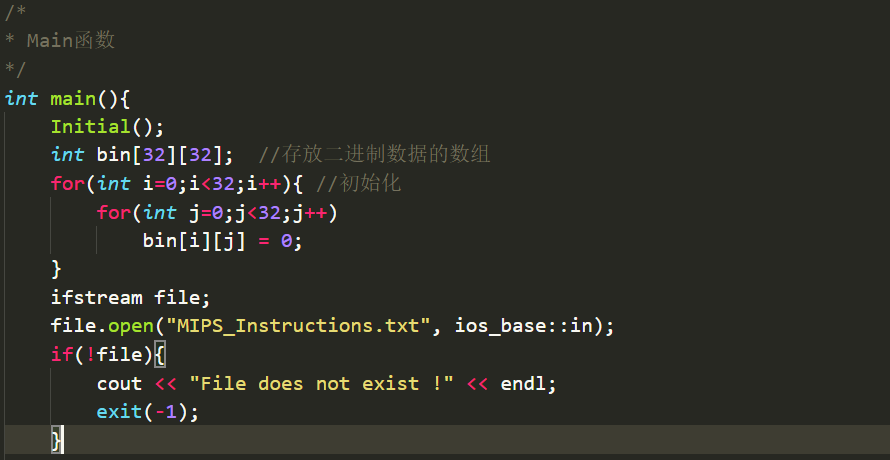 /*
* Main函数
*/
int main(){
    Initial();
    int bin[32][32];  //存放二进制数据的数组
    for(int i=0;i<32;i++){ //初始化
        for(int j=0;j<32;j++)
            bin[i][j] = 0;
    }
    ifstream file;
    file.open("MIPS_Instructions.txt", ios_base::in);
    if(!file){
        cout << "File does not exist !" << endl;
        exit(-1);
    }